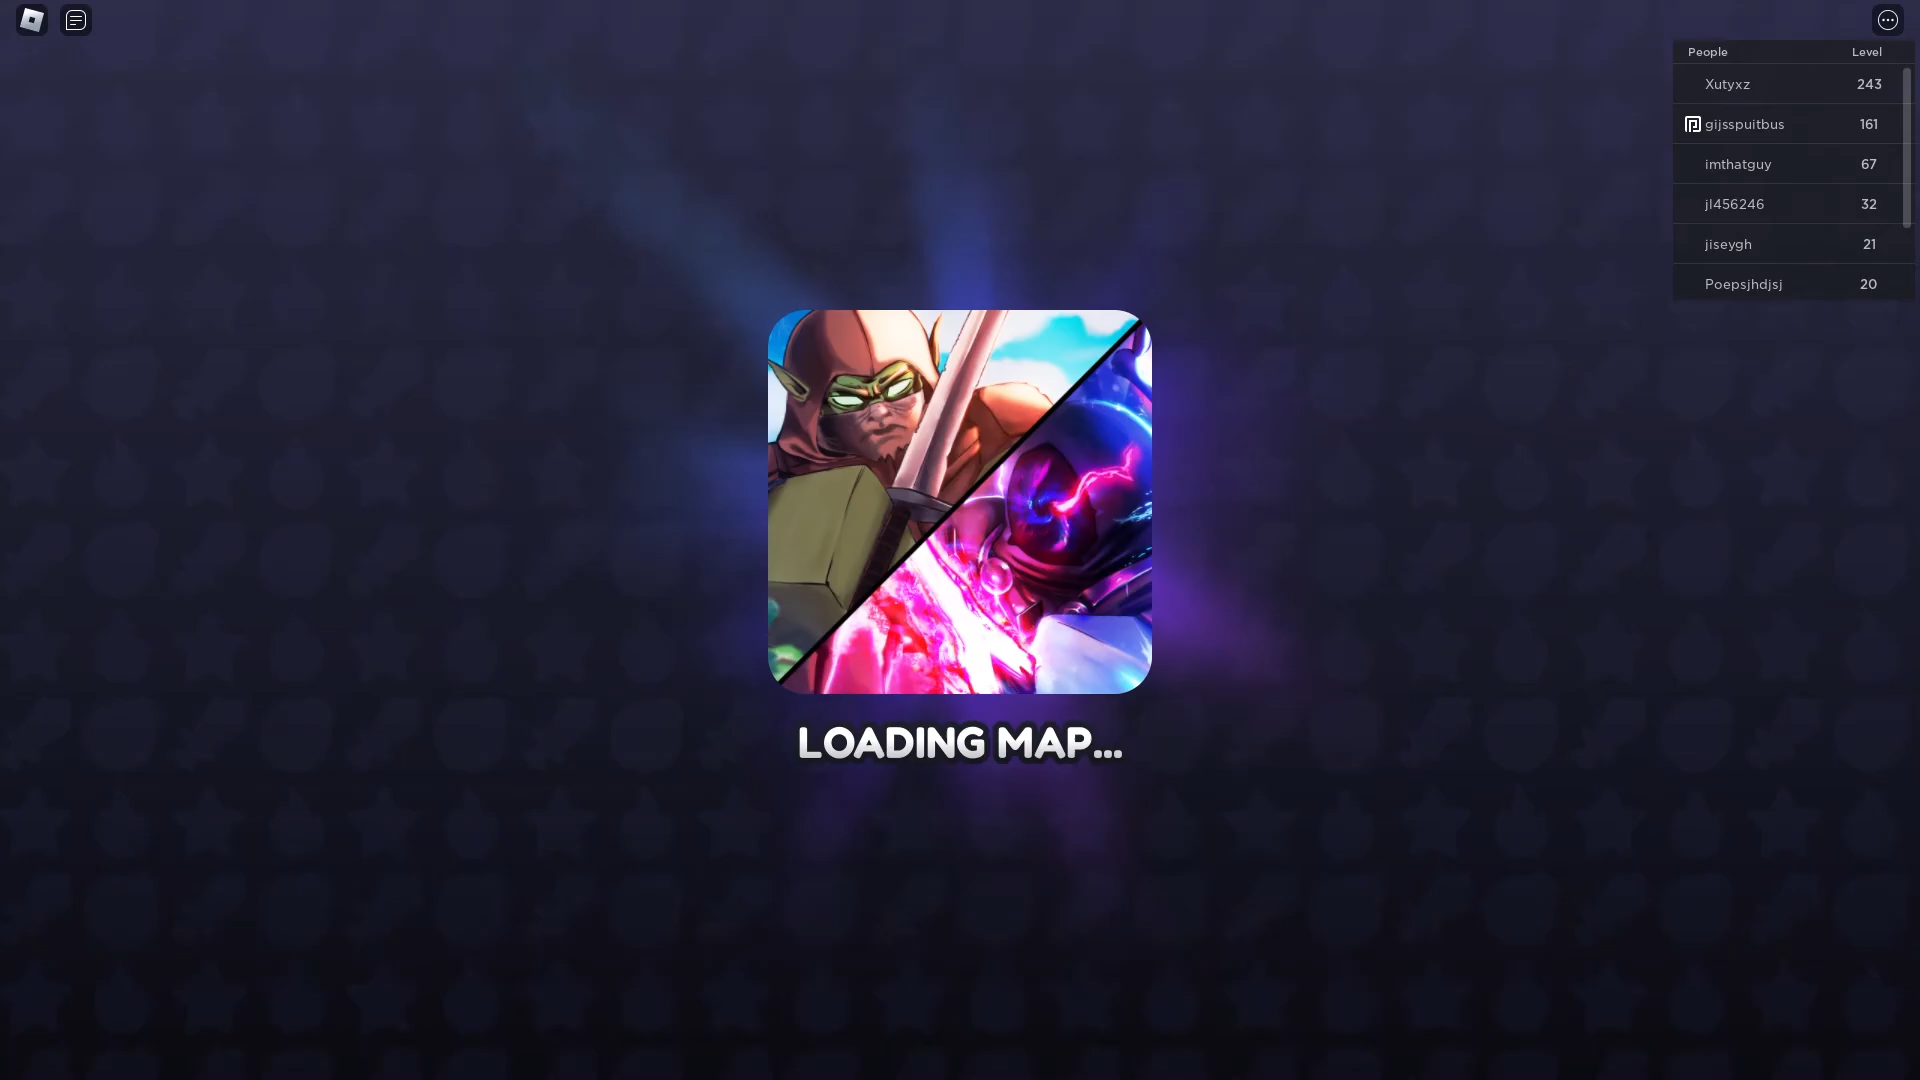 People Level
Xutyxz 243
gijsspuitbus 161
imthatguy 67
jl456246 32
jiseygh 21
Poepsjhdjsj 20
LOADING MAP...